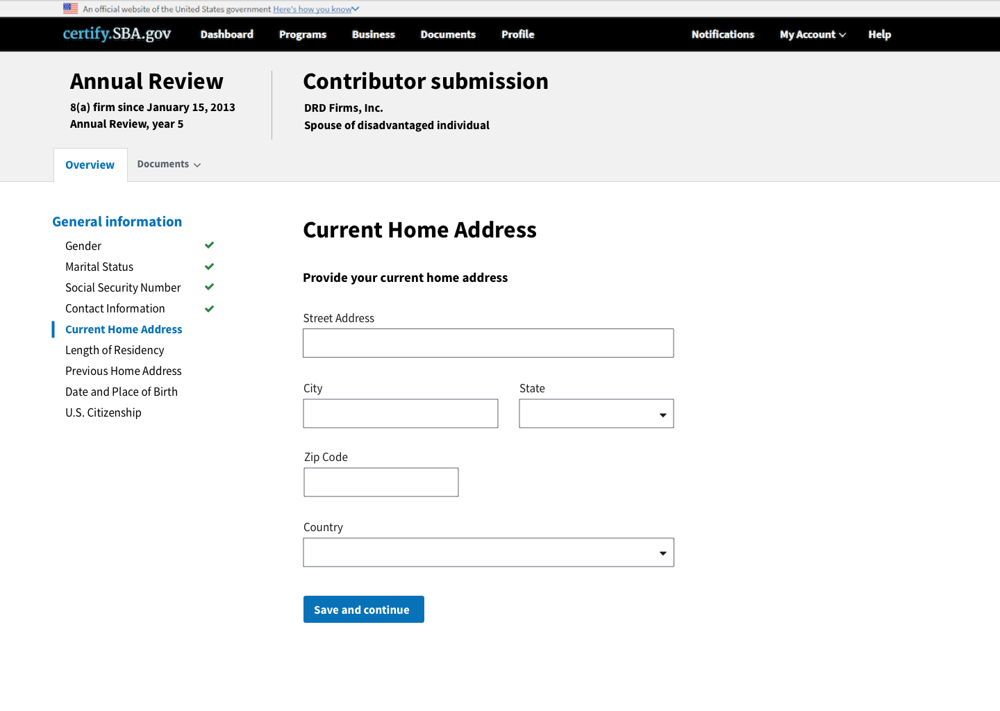 An official website of the United States government Here's how you know
certify.SBA.gov Dashboard Programs Business Documents Profile Notifications My Account Help
Annual Review
8(a) firm since January 15, 2013
Annual Review, year 5
Contributor submission
DRD Firms, Inc.
Spouse of disadvantaged individual
Overview Documents
General information
Gender
Marital Status
Social Security Number
Contact Information
Current Home Address
Length of Residency
Previous Home Address
Date and Place of Birth
U.S. Citizenship
Current Home Address
Provide your current home address
Street Address
City State
Zip Code
Country
Save and continue